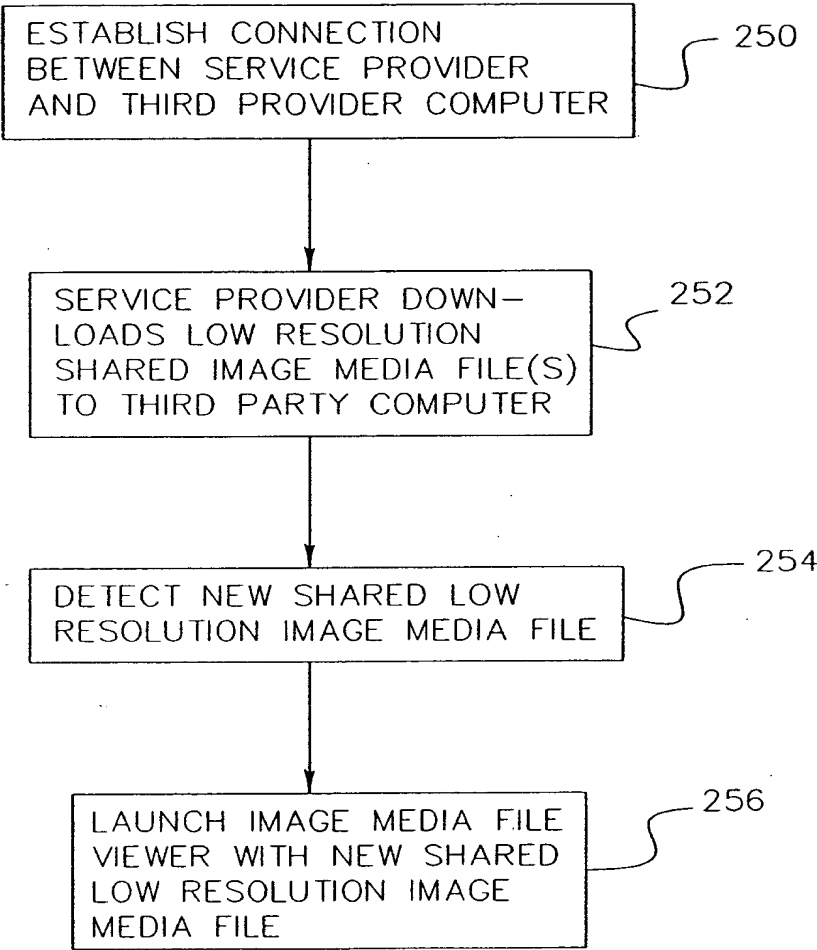 ESTABLISH CONNECTION
BETWEEN SERVICE PROVIDER
AND THIRD PROVIDER COMPUTER
250
SERVICE PROVIDER DOWN-
LOADS LOW RESOLUTION
SHARED IMAGE MEDIA FILE(S)
TO THIRD PARTY COMPUTER
252
DETECT NEW SHARED LOW
RESOLUTION IMAGE MEDIA FILE
254
LAUNCH IMAGE MEDIA FILE
VIEWER WITH NEW SHARED
LOW RESOLUTION IMAGE
MEDIA FILE
256